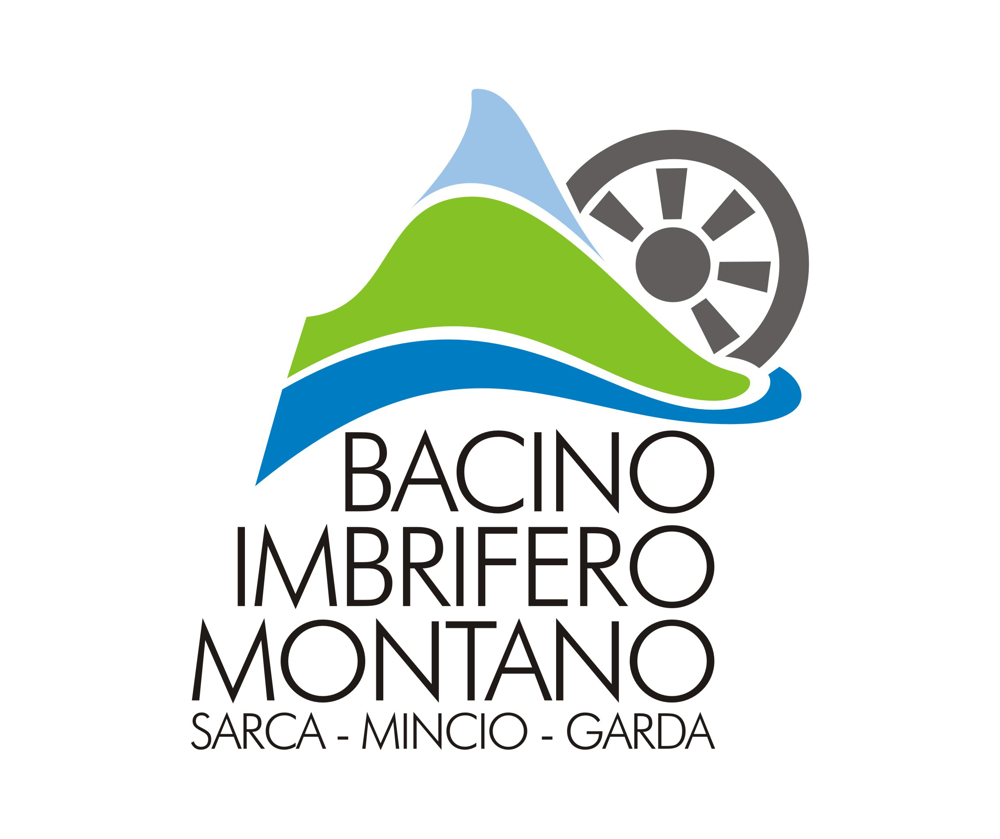 BACINO
IMBRIFERO
MONTANO
SARCA - MINCIO - GARDA